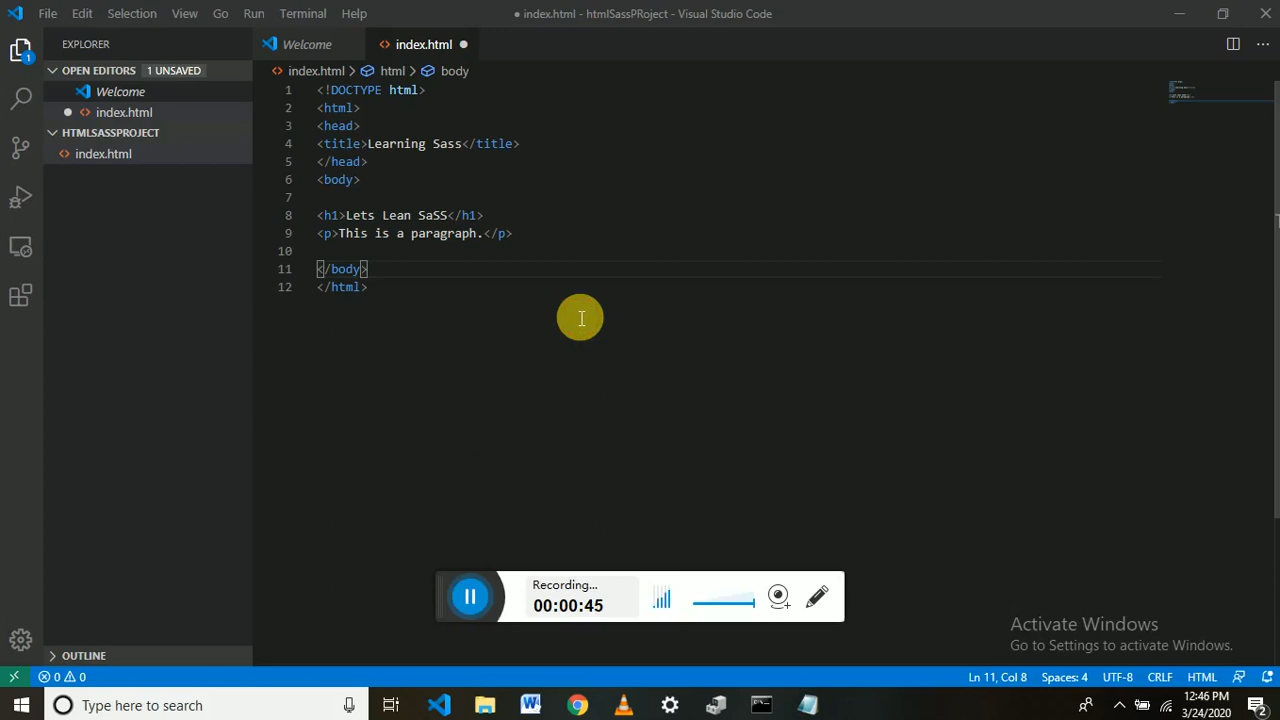 File Edit Selection View Go Run Terminal Help
● index.html - htmlSassPRoject - Visual Studio Code
EXPLORER
Welcome
index.html
OPEN EDITORS 1 UNSAVED
Welcome
index.html
HTMLSASSPROJECT
index.html
OUTLINE
index.html > html > body
1 <!DOCTYPE html>
2 <html>
3 <head>
4 <title>Learning Sass</title>
5 </head>
6 <body>
7
8 <h1>Lets Lean SaSS</h1>
9 <p>This is a paragraph.</p>
10
11 </body>
12 </html>
Recording...
00:00:45
Activate Windows
Go to Settings to activate Windows.
0 0
Ln 11, Col 8 Spaces: 4 UTF-8 CRLF HTML
1
Type here to search
12:46 PM
3/24/2020
2